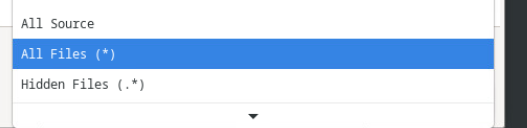 All Source
All Files (*)
Hidden Files (.*)